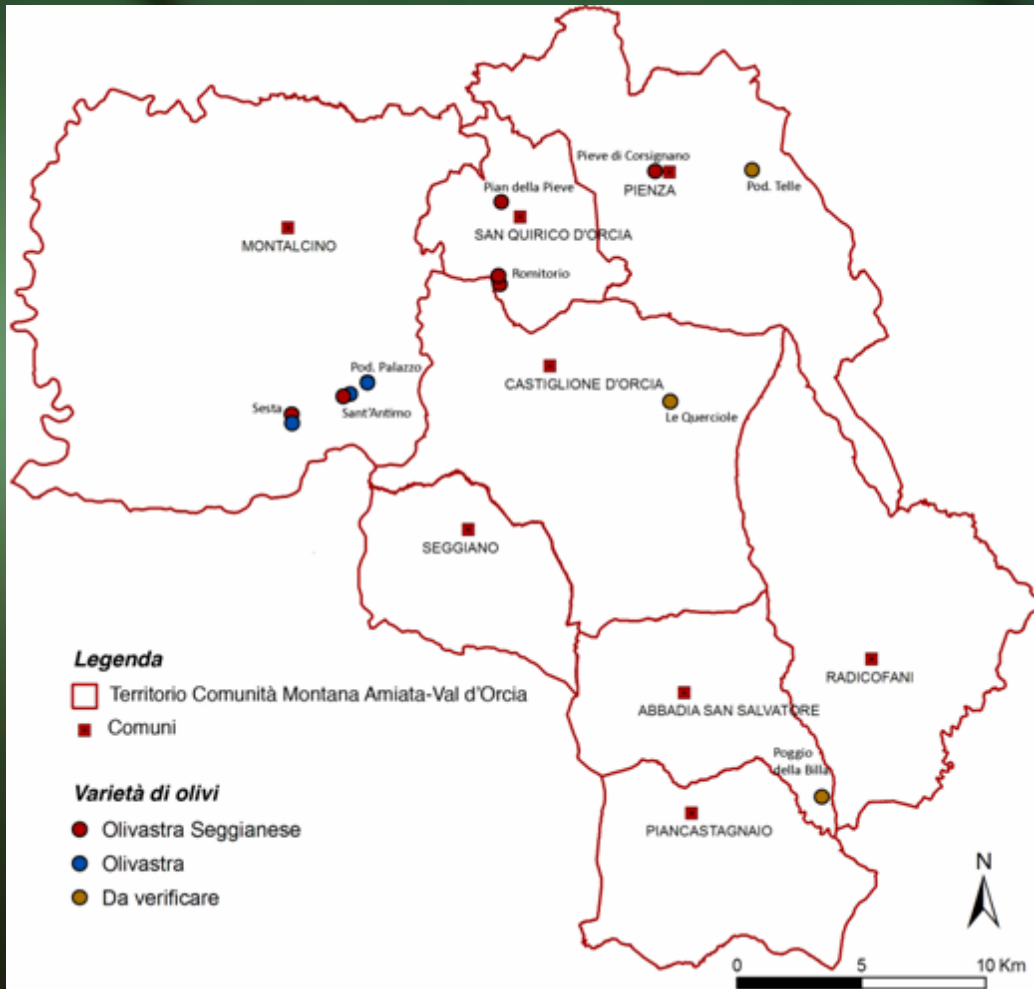 Pieve di Corsignano
PIENZA
Pod. Telle
Pian della Pieve
SAN QUIRICO D'ORCIA
MONTALCINO
Romitorio
Pod. Palazzo
CASTIGLIONE D'ORCIA
Sesta
Sant'Antimo
Le Querciole
SEGGIANO
RADICOFANI
ABBADIA SAN SALVATORE
Poggio
della Billa
PIANCASTAGNAIO
Legenda
Territorio Comunità Montana Amiata-Val d'Orcia
Comuni
Varietà di olivi
Olivastra Seggianese
Olivastra
Da verificare
N
0 5 10 Km